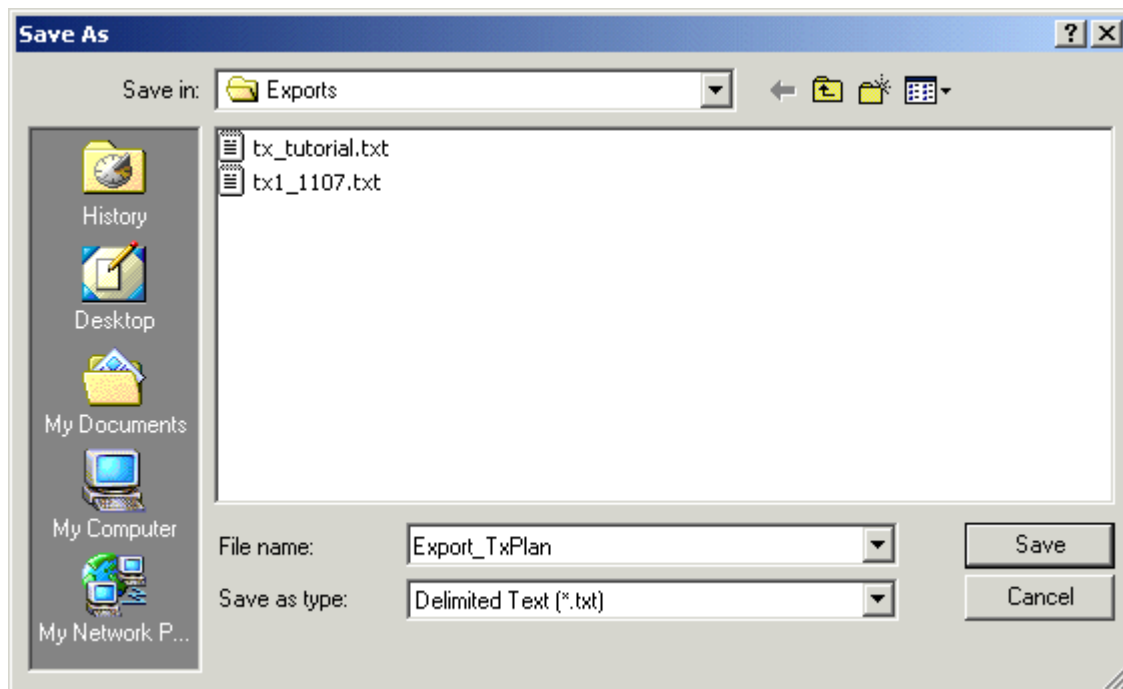 Save As
Save in: Exports
tx_tutorial.txt
tx1_1107.txt
History
Desktop
My Documents
My Computer
My Network P...
File name: Export_TxPlan Save
Save as type: Delimited Text (*.txt) Cancel